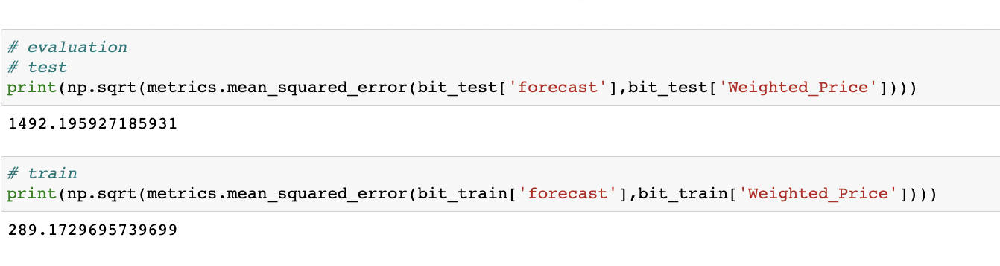 # evaluation
# test
print(np.sqrt(metrics.mean_squared_error(bit_test['forecast'],bit_test['Weighted_Price'])))
1492.195927185931
# train
print(np.sqrt(metrics.mean_squared_error(bit_train['forecast'],bit_train['Weighted_Price'])))
289.1729695739699